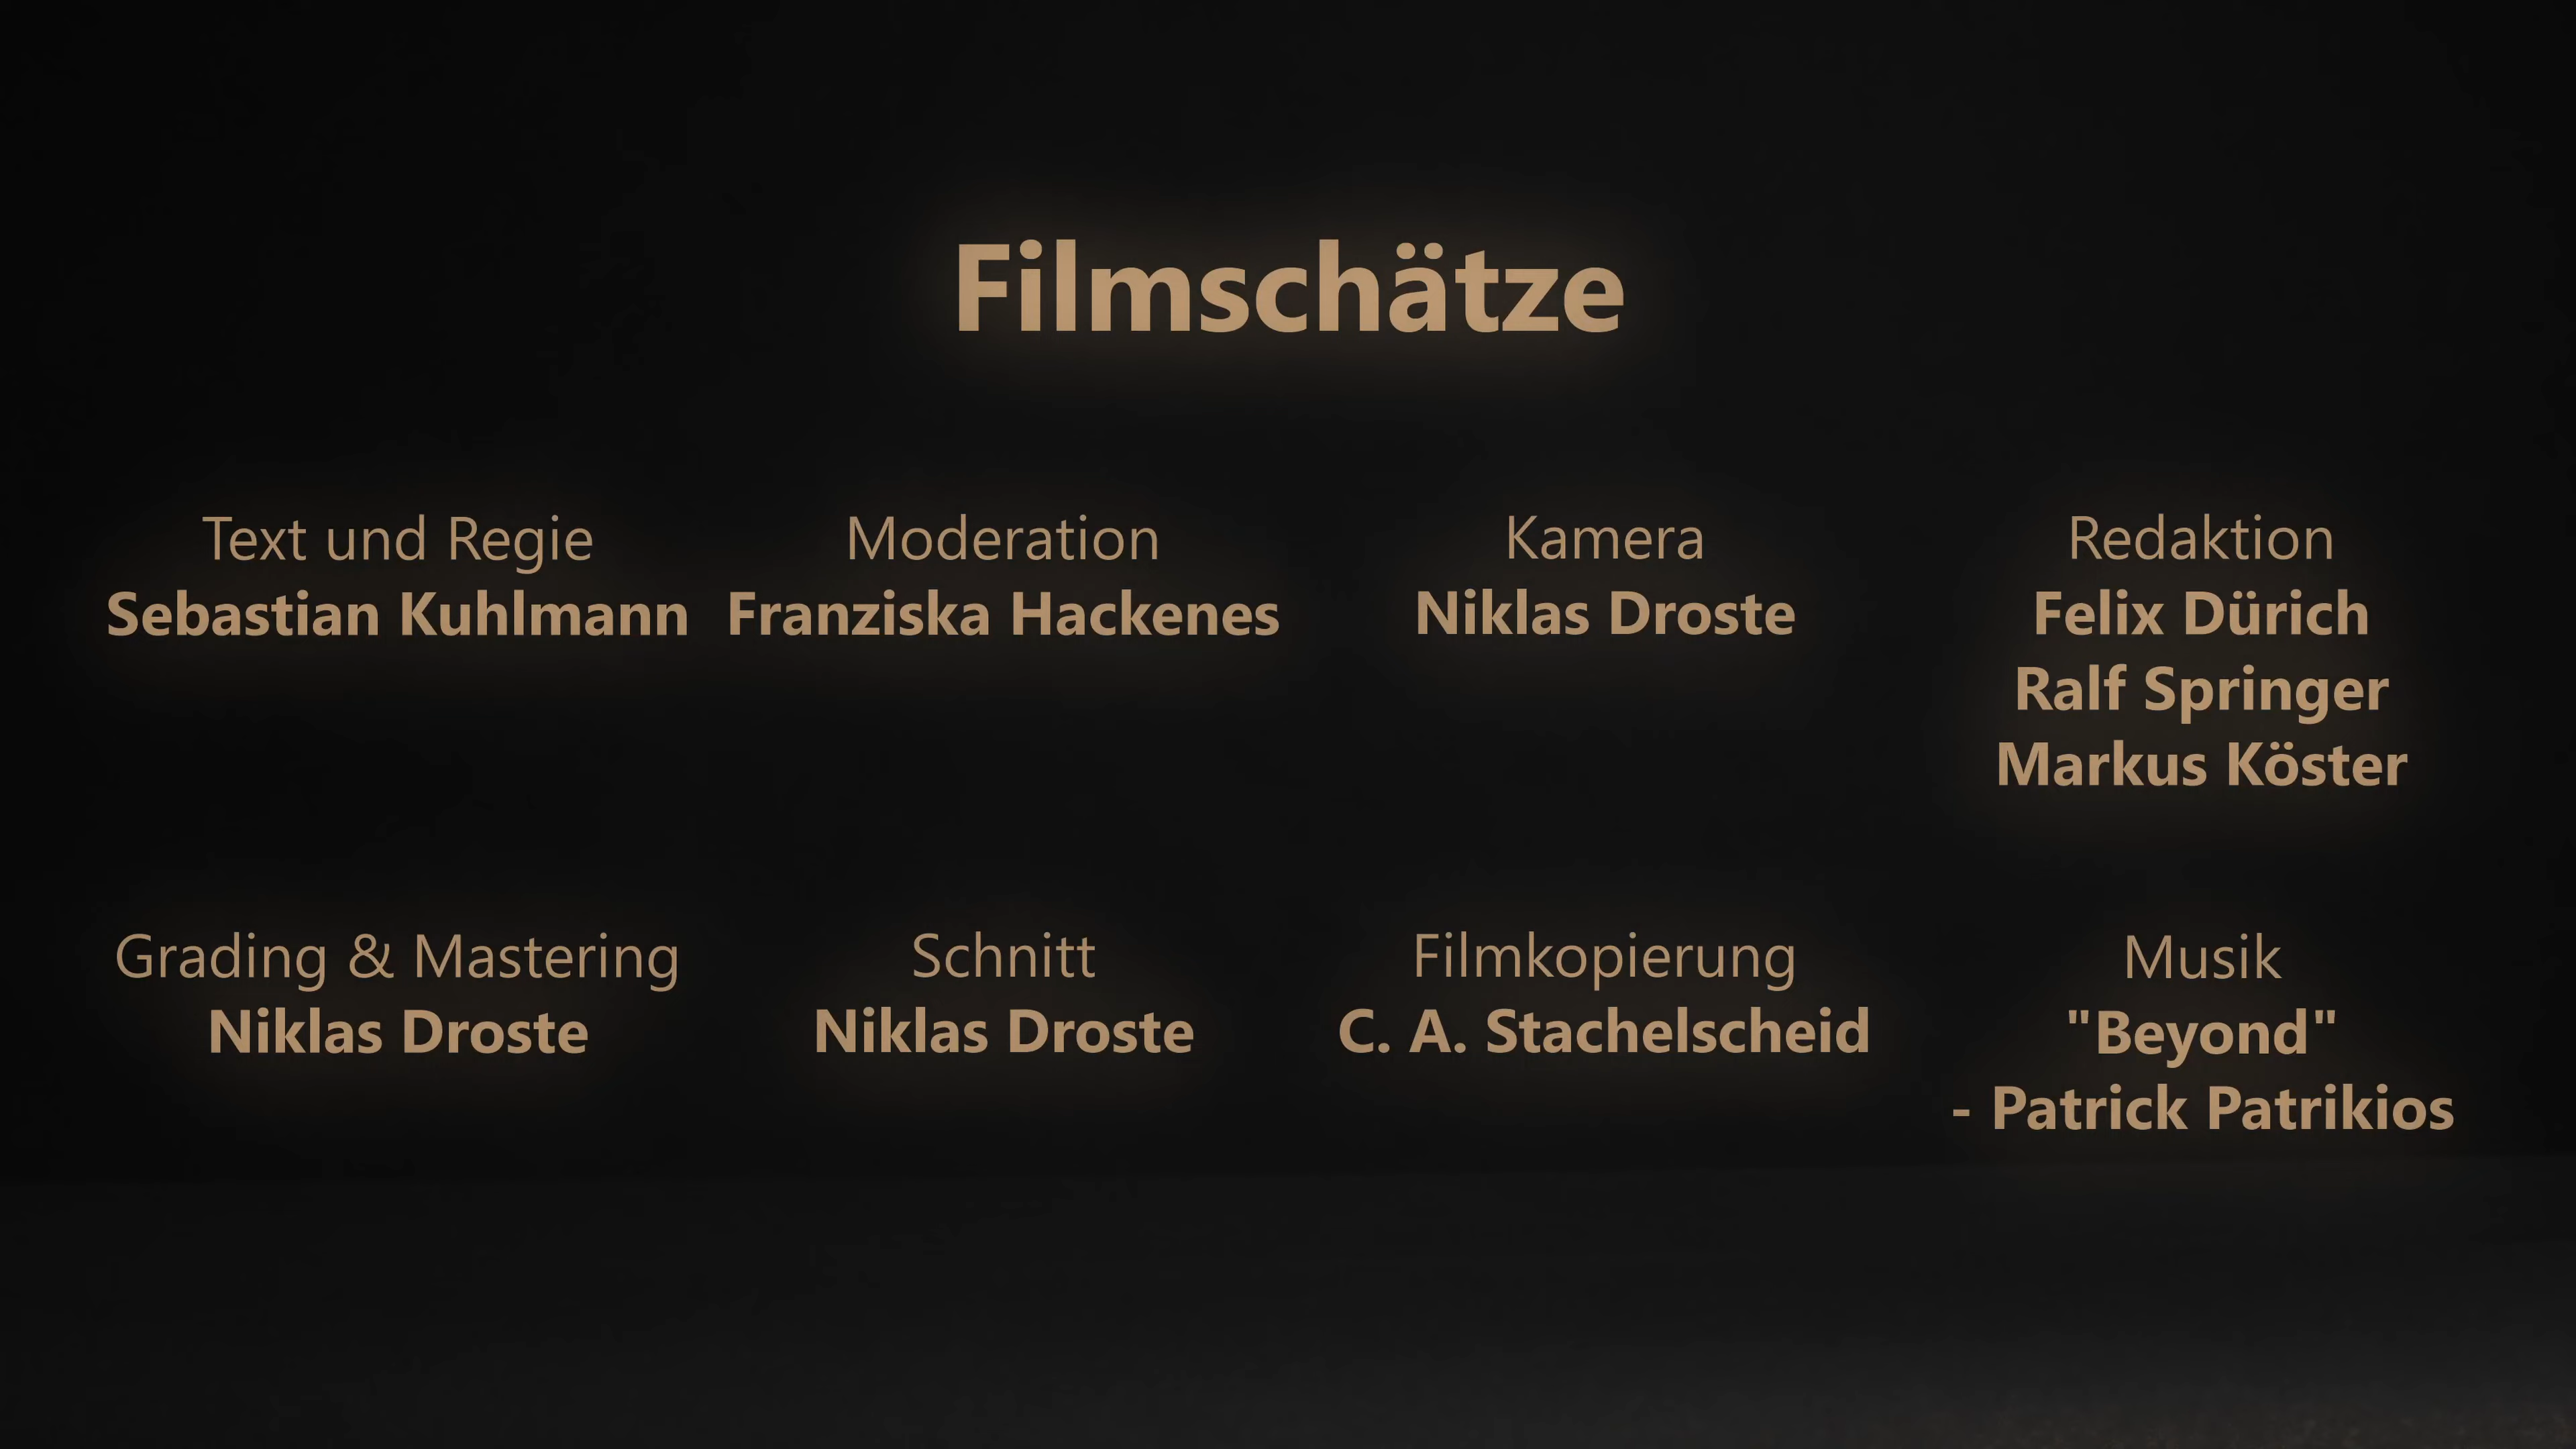 Filmschätze
Text und Regie
Sebastian Kuhlmann
Moderation
Franziska Hackenes
Kamera
Niklas Droste
Redaktion
Felix Dürich
Ralf Springer
Markus Köster
Grading & Mastering
Niklas Droste
Schnitt
Niklas Droste
Filmkopierung
C. A. Stachelscheid
Musik
"Beyond"
- Patrick Patrikios